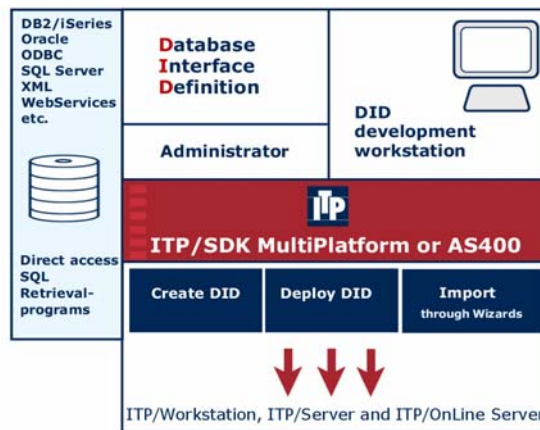 DB2/iSeries
Oracle
ODBC
SQL Server
XML
WebServices
etc.
Direct access
SQL
Retrieval-
programs
Database
Interface
Definition
Administrator
DID
development
workstation
ITP
ITP/SDK MultiPlatform or AS400
Create DID
Deploy DID
Import
through Wizards
ITP/Workstation, ITP/Server and ITP/OnLine Server